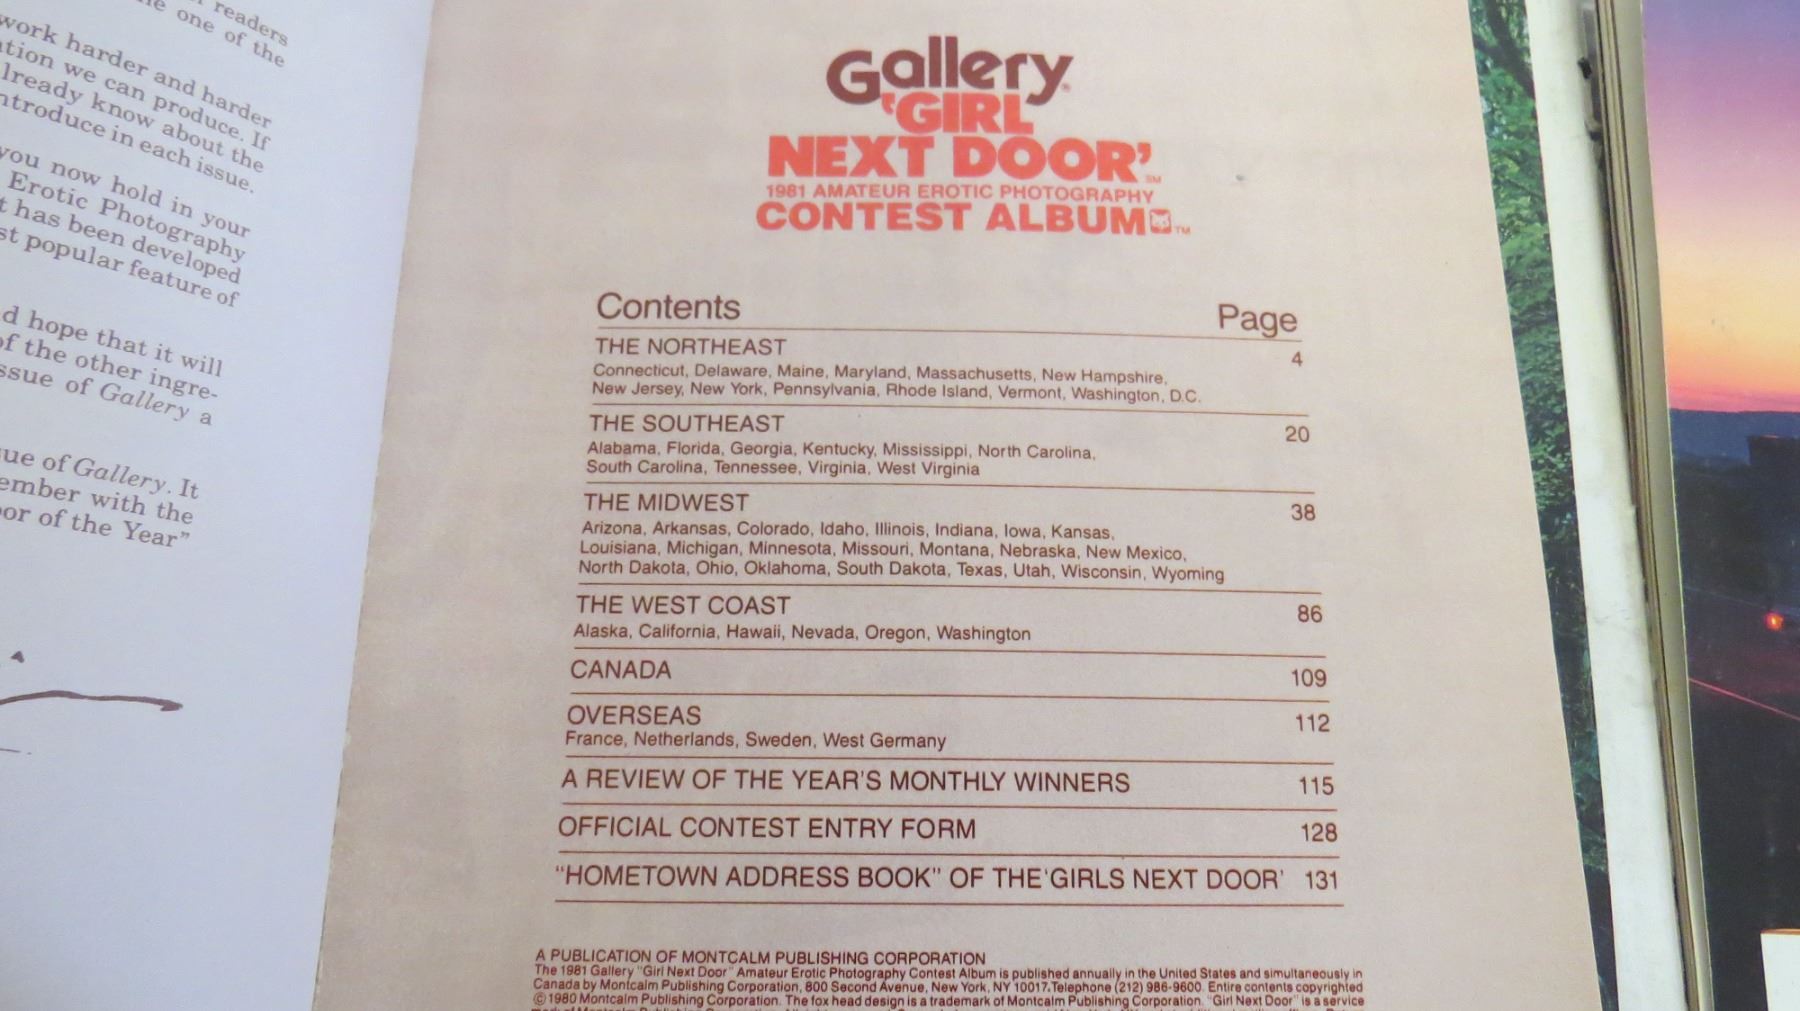 readers
one of the
work harder and harder
tion we can produce. If
lready know about the
ntroduce in each issue.
you now hold in your
Erotic Photography
t has been developed
st popular feature of
d hope that it will
of the other ingre-
ssue of Gallery a
ue of Gallery. It
ember with the
or of the Year”
Gallery®
‘GIRL
NEXT DOOR’℠
1981 AMATEUR EROTIC PHOTOGRAPHY
CONTEST ALBUM™
Contents Page
THE NORTHEAST 4
Connecticut, Delaware, Maine, Maryland, Massachusetts, New Hampshire,
New Jersey, New York, Pennsylvania, Rhode Island, Vermont, Washington, D.C.
THE SOUTHEAST 20
Alabama, Florida, Georgia, Kentucky, Mississippi, North Carolina,
South Carolina, Tennessee, Virginia, West Virginia
THE MIDWEST 38
Arizona, Arkansas, Colorado, Idaho, Illinois, Indiana, Iowa, Kansas,
Louisiana, Michigan, Minnesota, Missouri, Montana, Nebraska, New Mexico,
North Dakota, Ohio, Oklahoma, South Dakota, Texas, Utah, Wisconsin, Wyoming
THE WEST COAST 86
Alaska, California, Hawaii, Nevada, Oregon, Washington
CANADA 109
OVERSEAS 112
France, Netherlands, Sweden, West Germany
A REVIEW OF THE YEAR’S MONTHLY WINNERS 115
OFFICIAL CONTEST ENTRY FORM 128
“HOMETOWN ADDRESS BOOK” OF THE ‘GIRLS NEXT DOOR’ 131
A PUBLICATION OF MONTCALM PUBLISHING CORPORATION
The 1981 Gallery “Girl Next Door” Amateur Erotic Photography Contest Album is published annually in the United States and simultaneously in
Canada by Montcalm Publishing Corporation, 800 Second Avenue, New York, NY 10017. Telephone (212) 986-9600. Entire contents copyrighted
© 1980 Montcalm Publishing Corporation. The fox head design is a trademark of Montcalm Publishing Corporation. “Girl Next Door” is a service